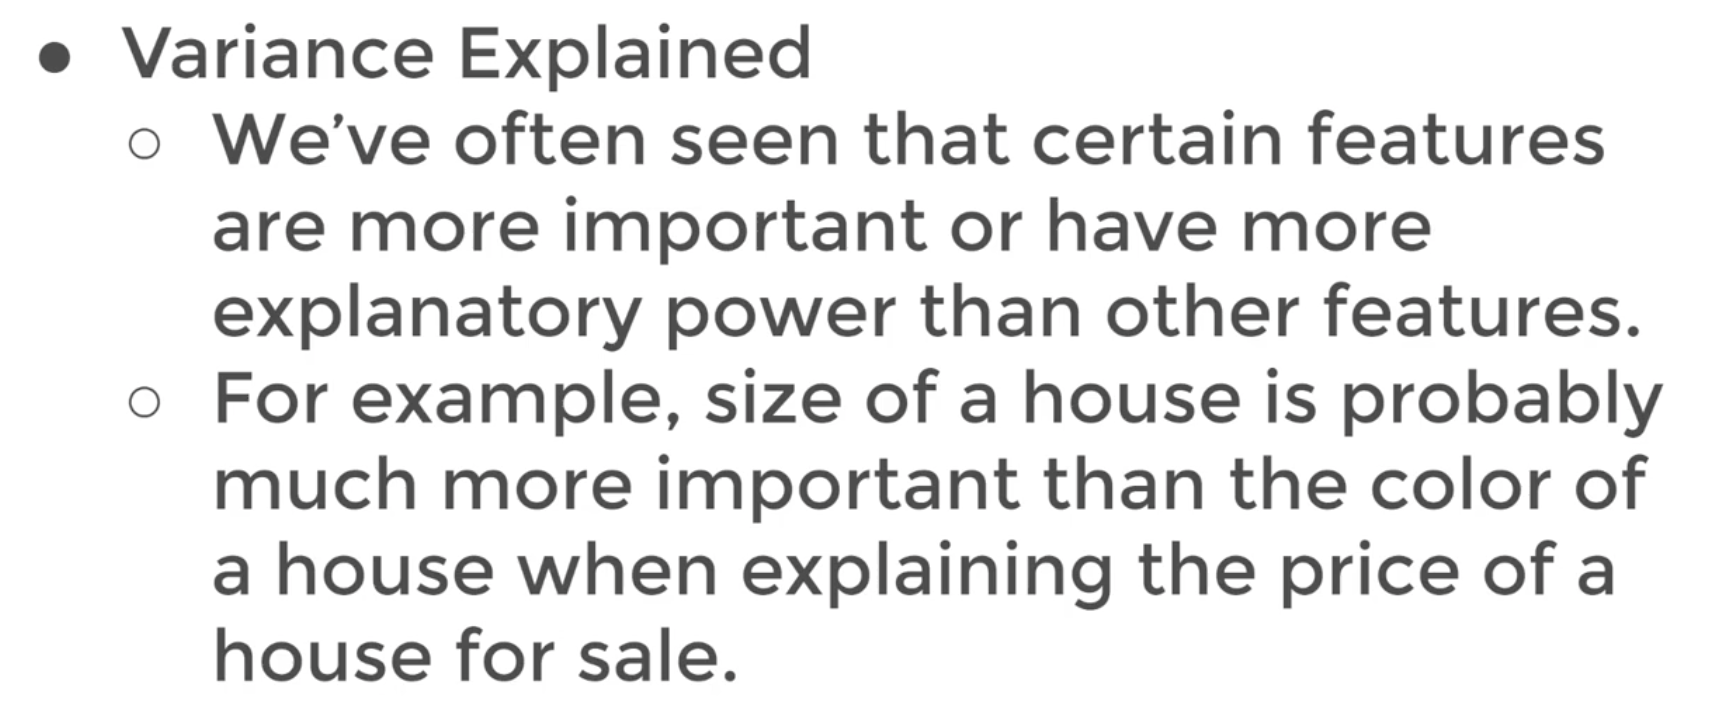 ● Variance Explained
○ We’ve often seen that certain features
are more important or have more
explanatory power than other features.
○ For example, size of a house is probably
much more important than the color of
a house when explaining the price of a
house for sale.